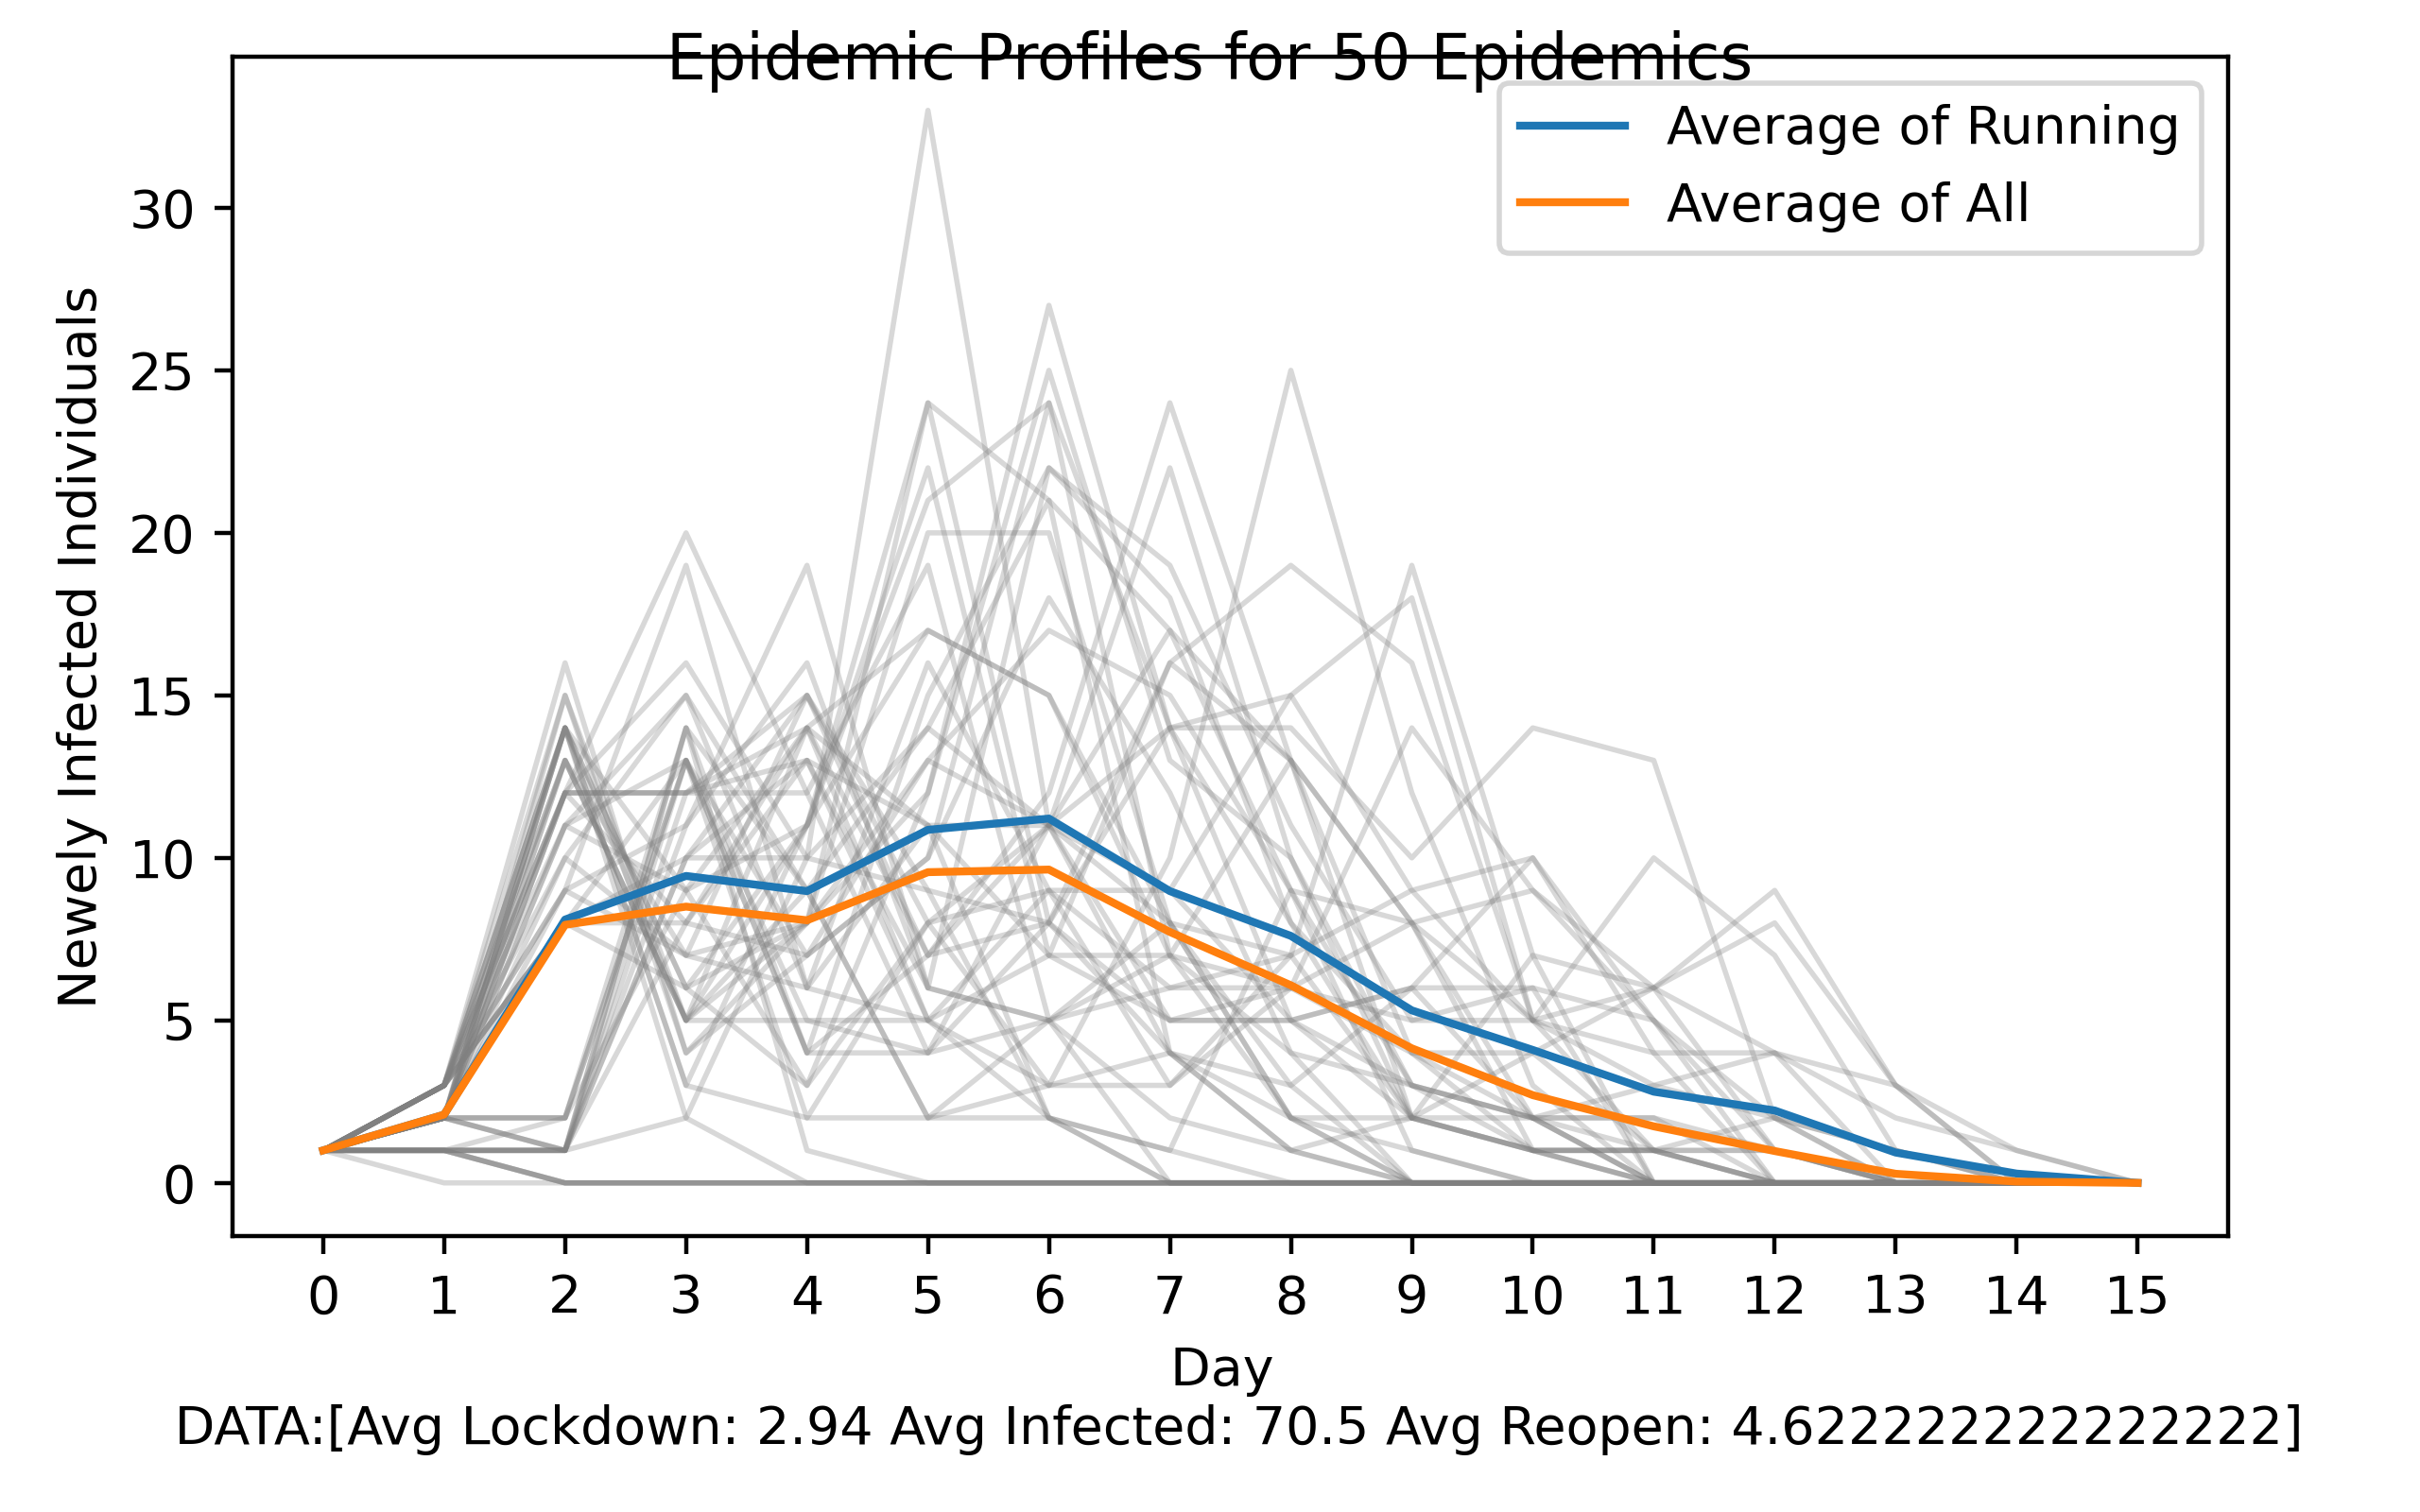 Epidemic Profiles for 50 Epidemics
Average of Running
Average of All
Newly Infected Individuals
30
25
20
15
10
5
0
0 1 2 3 4 5 6 7 8 9 10 11 12 13 14 15
Day
DATA:[Avg Lockdown: 2.94 Avg Infected: 70.5 Avg Reopen: 4.622222222222222]